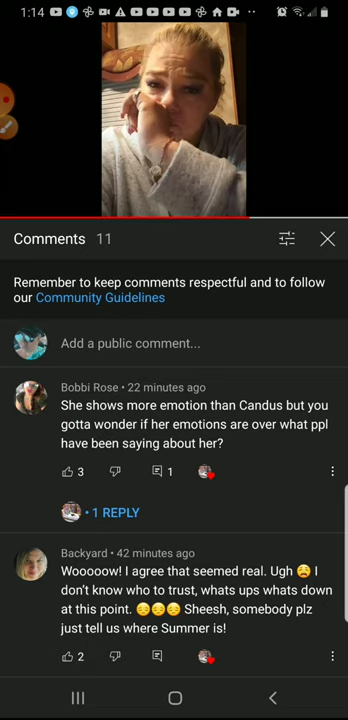 1:14
Comments 11
Remember to keep comments respectful and to follow
our Community Guidelines
Add a public comment...
Bobbi Rose • 22 minutes ago
She shows more emotion than Candus but you
gotta wonder if her emotions are over what ppl
have been saying about her?
3
1
• 1 REPLY
Backyard • 42 minutes ago
Wooooow! I agree that seemed real. Ugh 😧 I
don't know who to trust, whats ups whats down
at this point. 😔😔😔 Sheesh, somebody plz
just tell us where Summer is!
2